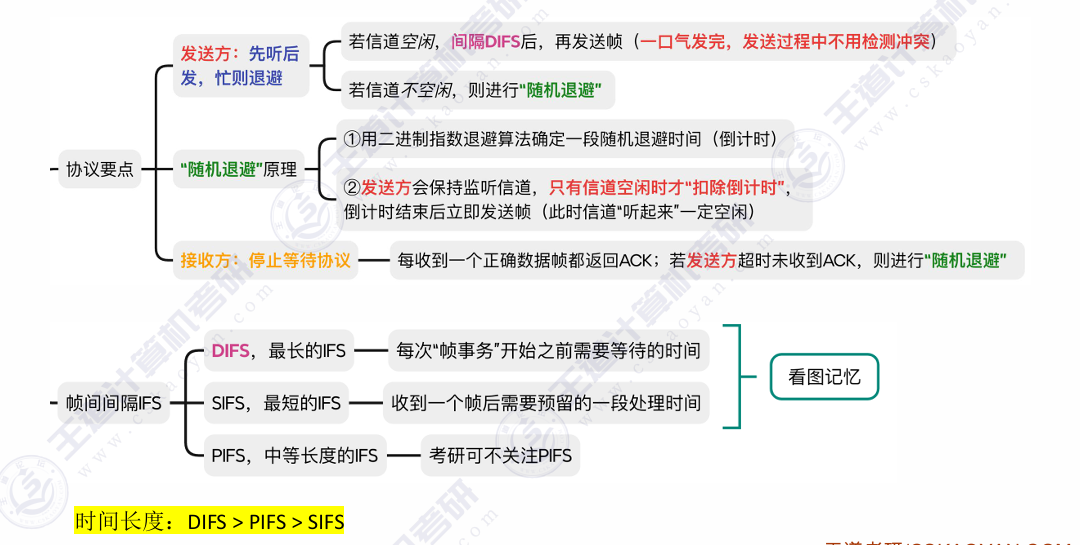 发送方：先听后
发，忙则退避
若信道空闲，间隔DIFS后，再发送帧（一口气发完，发送过程中不用检测冲突）
若信道不空闲，则进行“随机退避”
协议要点
“随机退避”原理
①用二进制指数退避算法确定一段随机退避时间（倒计时）
②发送方会保持监听信道，只有信道空闲时才“扣除倒计时”，
倒计时结束后立即发送帧（此时信道“听起来”一定空闲）
接收方：停止等待协议
每收到一个正确数据帧都返回ACK；若发送方超时未收到ACK，则进行“随机退避”
帧间间隔IFS
DIFS，最长的IFS
每次“帧事务”开始之前需要等待的时间
SIFS，最短的IFS
收到一个帧后需要预留的一段处理时间
PIFS，中等长度的IFS
考研可不关注PIFS
看图记忆
时间长度：DIFS > PIFS > SIFS
王道计算机考研
www.cskaoyan.com